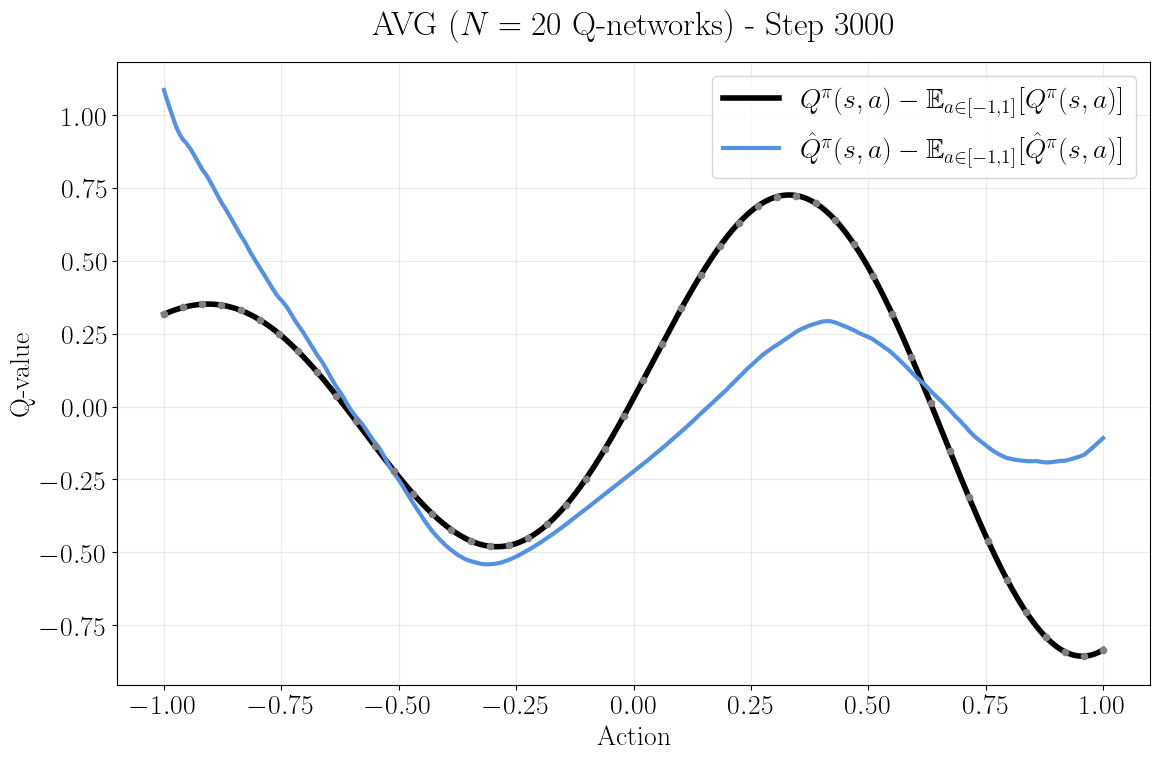 AVG (N = 20 Q-networks) - Step 3000
Q^π(s, a) − 𝔼_{a∈[−1,1]}[Q^π(s, a)]
Q̂^π(s, a) − 𝔼_{a∈[−1,1]}[Q̂^π(s, a)]
Q-value
1.00
0.75
0.50
0.25
0.00
−0.25
−0.50
−0.75
−1.00 −0.75 −0.50 −0.25 0.00 0.25 0.50 0.75 1.00
Action